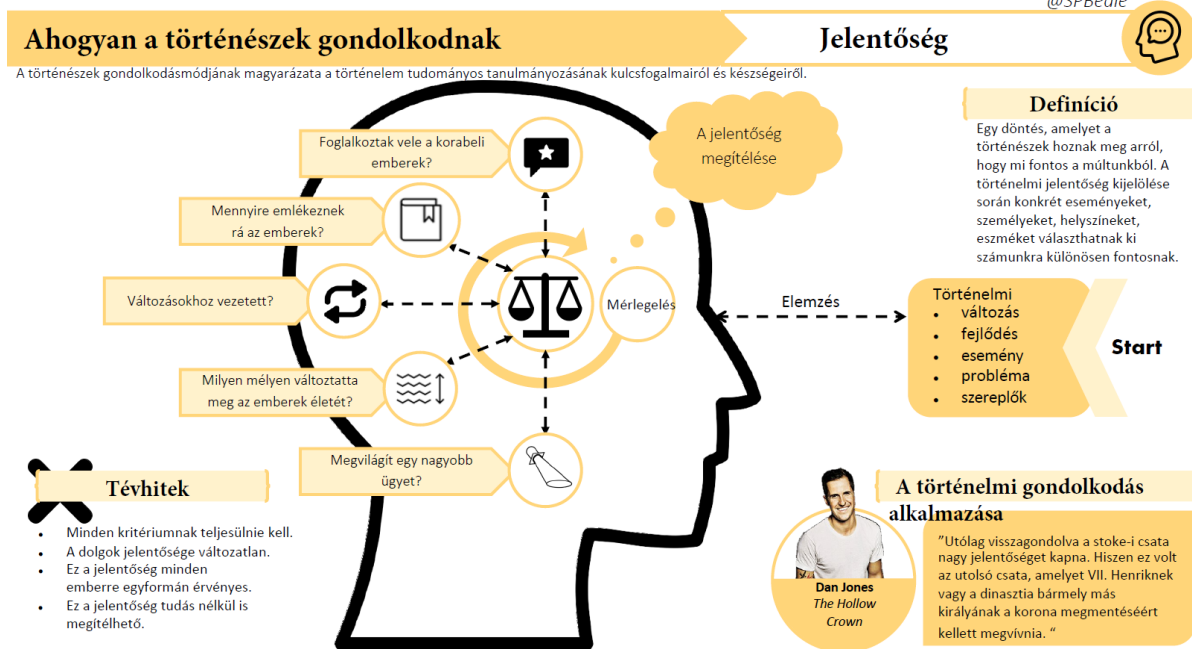 @SPBedle
Ahogyan a történészek gondolkodnak
Jelentőség
A történészek gondolkodásmódjának magyarázata a történelem tudományos tanulmányozásának kulcsfogalmairól és készségeiről.
Foglalkoztak vele a korabeli
emberek?
Mennyire emlékeznek
rá az emberek?
Változásokhoz vezetett?
Milyen mélyen változtatta
meg az emberek életét?
Megvilágít egy nagyobb
ügyet?
A jelentőség
megítélése
Mérlegelés
Elemzés
Definíció
Egy döntés, amelyet a
történészek hoznak meg arról,
hogy mi fontos a múltunkból. A
történelmi jelentőség kijelölése
során konkrét eseményeket,
személyeket, helyszíneket,
eszméket választhatnak ki
számunkra különösen fontosnak.
Történelmi
• változás
• fejlődés
• esemény
• probléma
• szereplők
Start
Tévhitek
• Minden kritériumnak teljesülnie kell.
• A dolgok jelentősége változatlan.
• Ez a jelentőség minden
emberre egyformán érvényes.
• Ez a jelentőség tudás nélkül is
megítélhető.
A történelmi gondolkodás
alkalmazása
"Utólag visszagondolva a stoke-i csata
nagy jelentőséget kapna. Hiszen ez volt
az utolsó csata, amelyet VII. Henriknek
vagy a dinasztia bármely más
királyának a korona megmentéséért
kellett megvívnia. "
Dan Jones
The Hollow
Crown